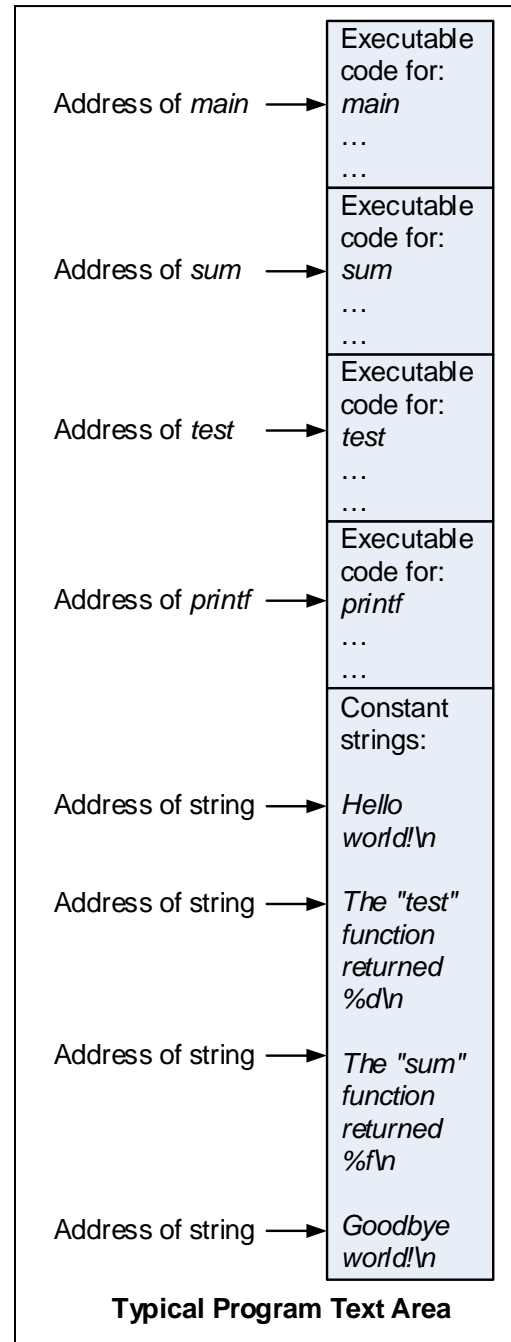 Executable
code for:
Address of main
main
…
…
Executable
code for:
Address of sum
sum
…
…
Executable
code for:
Address of test
test
…
…
Executable
code for:
Address of printf
printf
…
…
Constant
strings:
Address of string
Hello
world!\n
Address of string
The "test"
function
returned
%d\n
Address of string
The "sum"
function
returned
%f\n
Address of string
Goodbye
world!\n
Typical Program Text Area